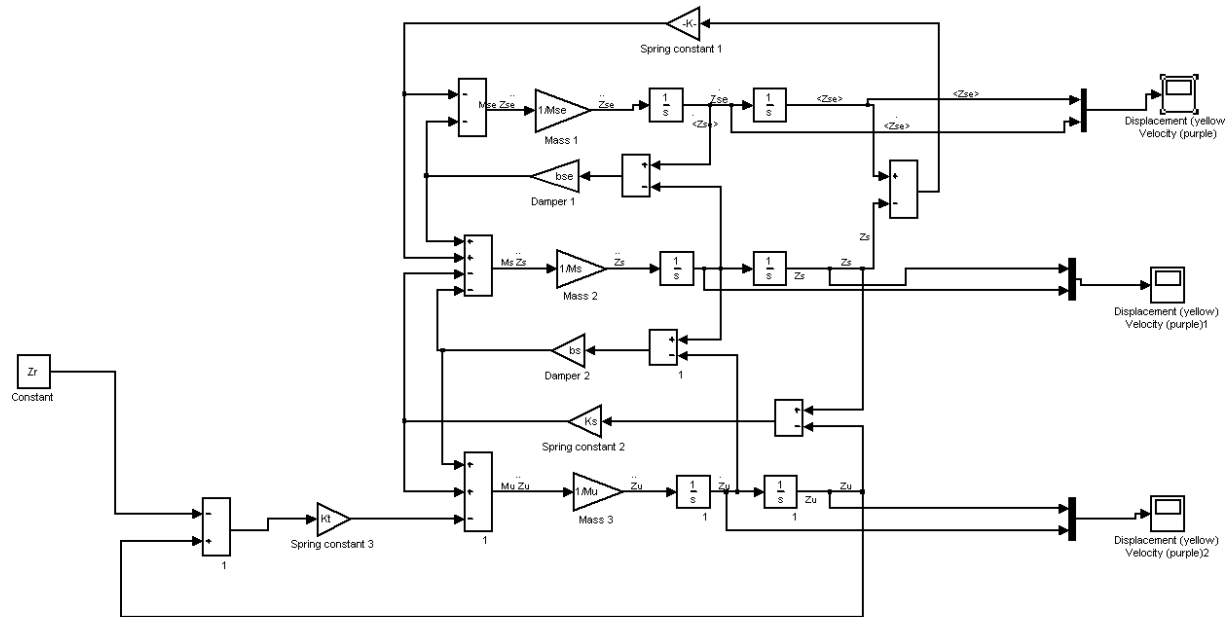 -K-
Spring constant 1
-
-
Mse Zse
1/Mse
Mass 1
Zse
1
s
Zse
<Zse>
1
s
<Zse>
<Zse>
<Zse>
Displacement (yellow
Velocity (purple)
bse
Damper 1
+
-
+
-
Zs
+
+
-
-
Ms Zs
1/Ms
Mass 2
Zs
1
s
1
s
Zs
Zs
Displacement (yellow)
Velocity (purple)1
bs
Damper 2
+
-
1
Zr
Constant
Ks
Spring constant 2
+
-
+
+
-
1
Mu Zu
1/Mu
Mass 3
Zu
1
s
1
Zu
1
s
1
Zu
Zu
Displacement (yellow)
Velocity (purple)2
-
+
1
Kt
Spring constant 3